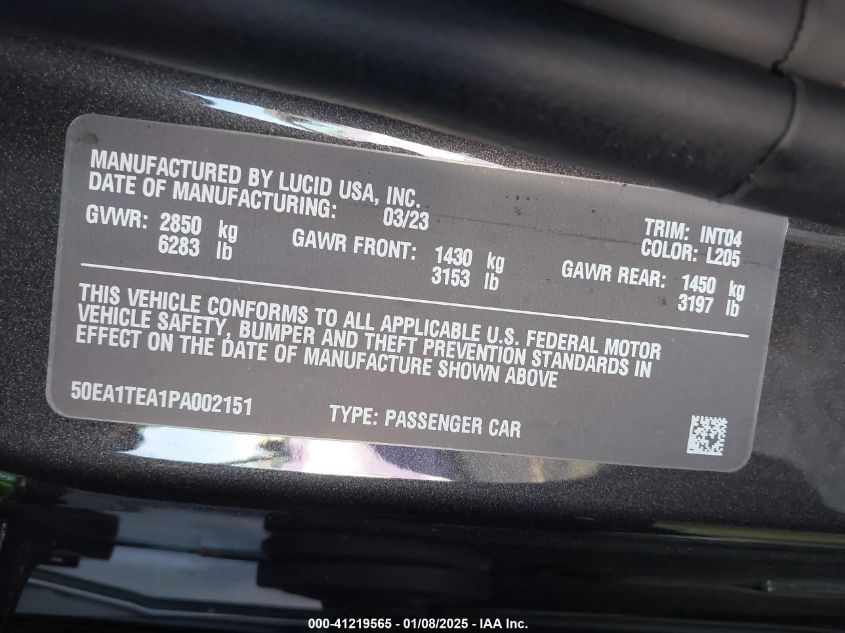 MANUFACTURED BY LUCID USA, INC.
DATE OF MANUFACTURING: 03/23
TRIM: INT04
COLOR: L205
GVWR: 2850 kg
6283 lb
GAWR FRONT: 1430 kg
3153 lb
GAWR REAR: 1450 kg
3197 lb
THIS VEHICLE CONFORMS TO ALL APPLICABLE U.S. FEDERAL MOTOR
VEHICLE SAFETY, BUMPER AND THEFT PREVENTION STANDARDS IN
EFFECT ON THE DATE OF MANUFACTURE SHOWN ABOVE
50EA1TEA1PA002151
TYPE: PASSENGER CAR
000-41219565 - 01/08/2025 - IAA Inc.